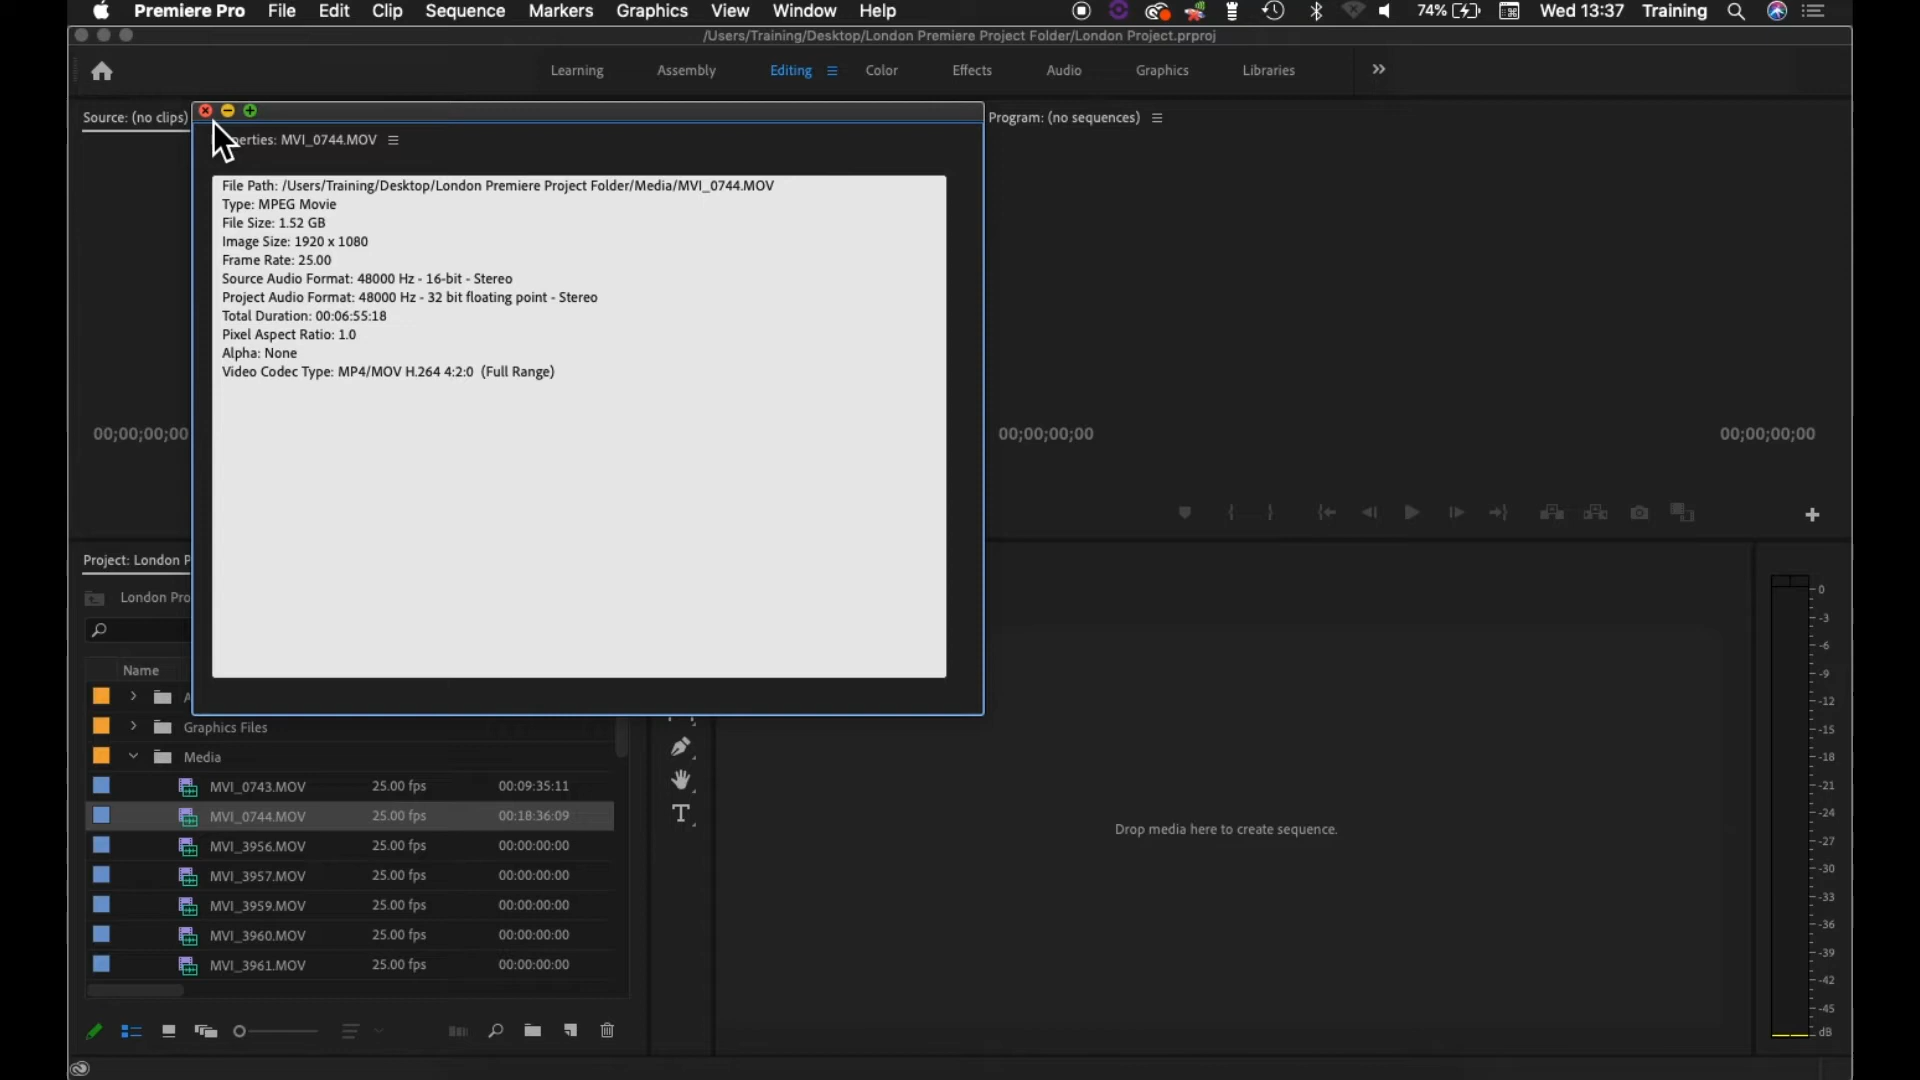 Premiere Pro File Edit Clip Sequence Markers Graphics View Window Help 74% Wed 13:37 Training
/Users/Training/Desktop/London Premiere Project Folder/London Project.prproj
Learning Assembly Editing Color Effects Audio Graphics Libraries
Source: (no clips)
Program: (no sequences)
perties: MVI_0744.MOV
File Path: /Users/Training/Desktop/London Premiere Project Folder/Media/MVI_0744.MOV
Type: MPEG Movie
File Size: 1.52 GB
Image Size: 1920 x 1080
Frame Rate: 25.00
Source Audio Format: 48000 Hz - 16-bit - Stereo
Project Audio Format: 48000 Hz - 32 bit floating point - Stereo
Total Duration: 00:06:55:18
Pixel Aspect Ratio: 1.0
Alpha: None
Video Codec Type: MP4/MOV H.264 4:2:0 (Full Range)
00;00;00;00
00;00;00;00
00;00;00;00
Project: London P
London Pro
Name
A
Graphics Files
Media
MVI_0743.MOV 25.00 fps 00:09:35:11
MVI_0744.MOV 25.00 fps 00:18:36:09
MVI_3956.MOV 25.00 fps 00:00:00:00
MVI_3957.MOV 25.00 fps 00:00:00:00
MVI_3959.MOV 25.00 fps 00:00:00:00
MVI_3960.MOV 25.00 fps 00:00:00:00
MVI_3961.MOV 25.00 fps 00:00:00:00
Drop media here to create sequence.
0
-3
-6
-9
-12
-15
-18
-21
-24
-27
-30
-33
-36
-39
-42
-45
dB